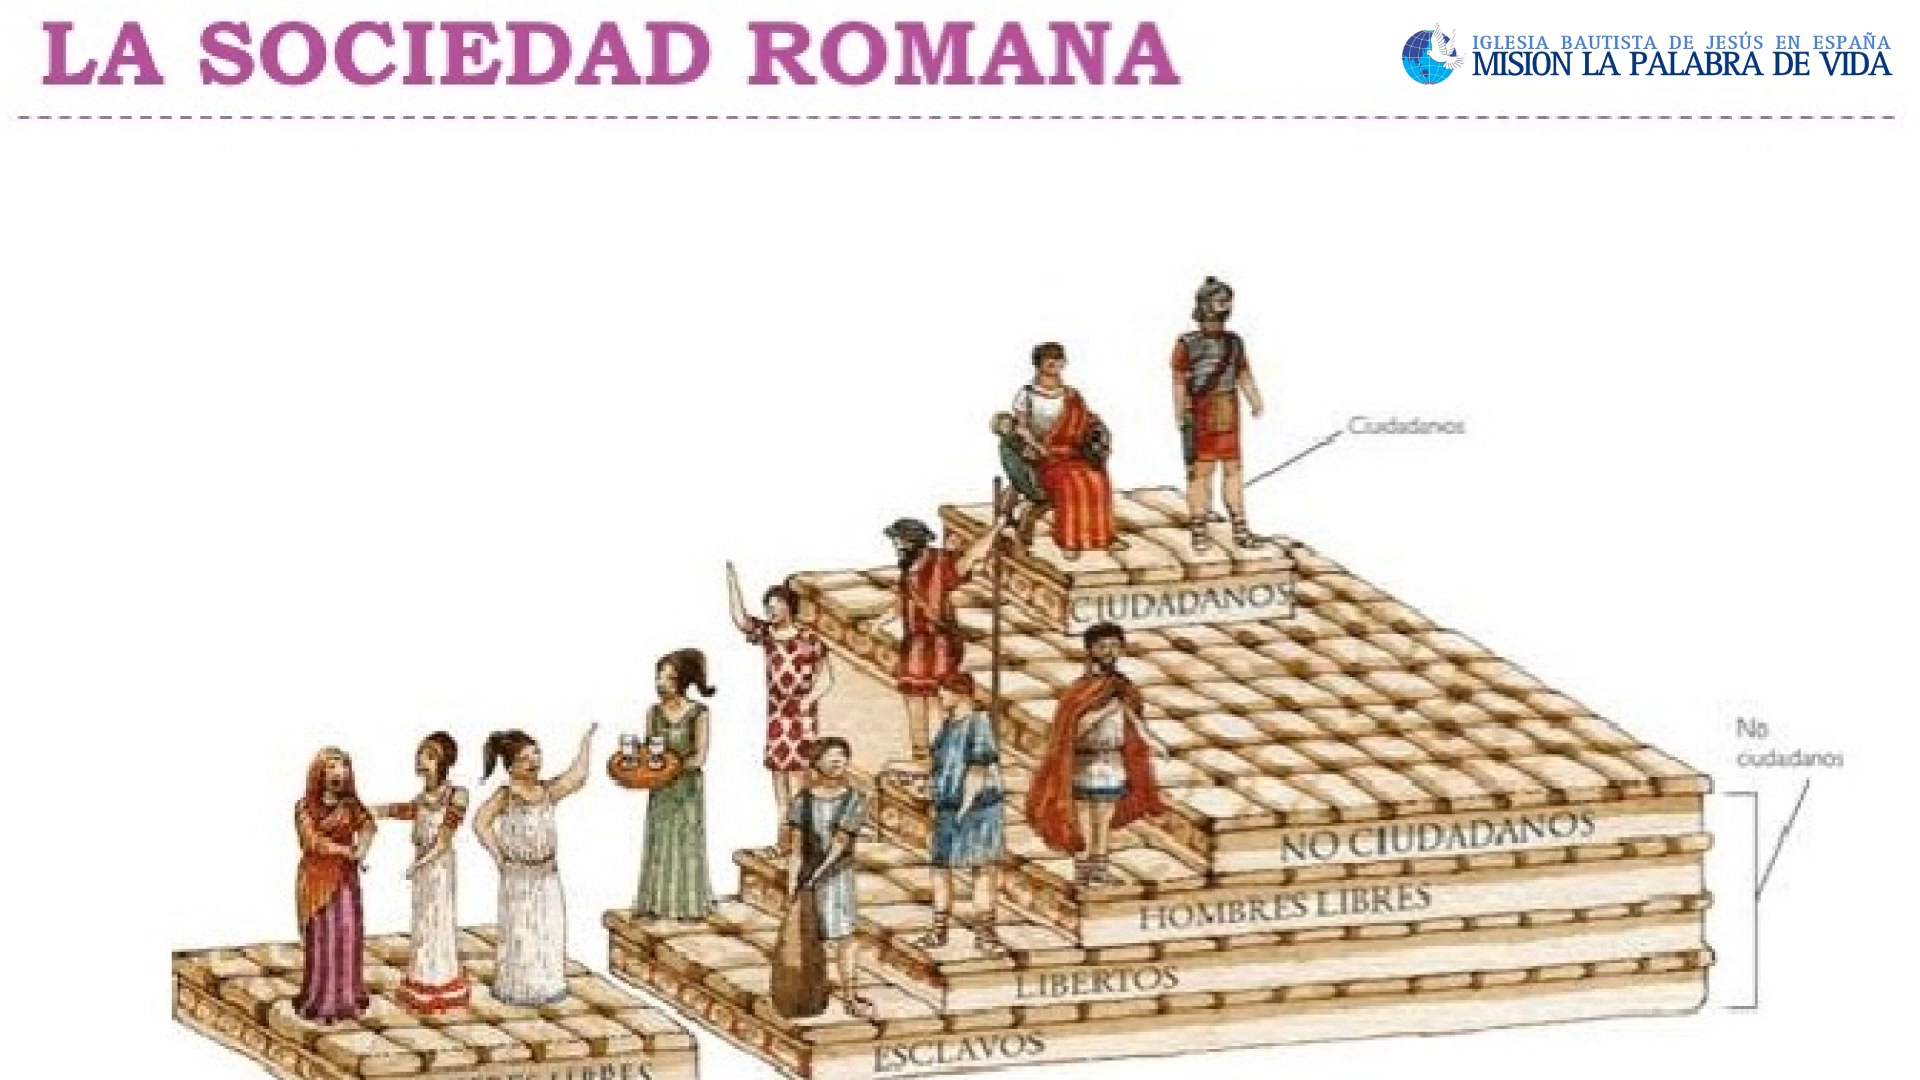 LA SOCIEDAD ROMANA
IGLESIA BAUTISTA DE JESÚS EN ESPAÑA
MISION LA PALABRA DE VIDA
Ciudadanos
CIUDADANOS
No
ciudadanos
NO CIUDADANOS
HOMBRES LIBRES
LIBERTOS
ESCLAVOS
LIBRES